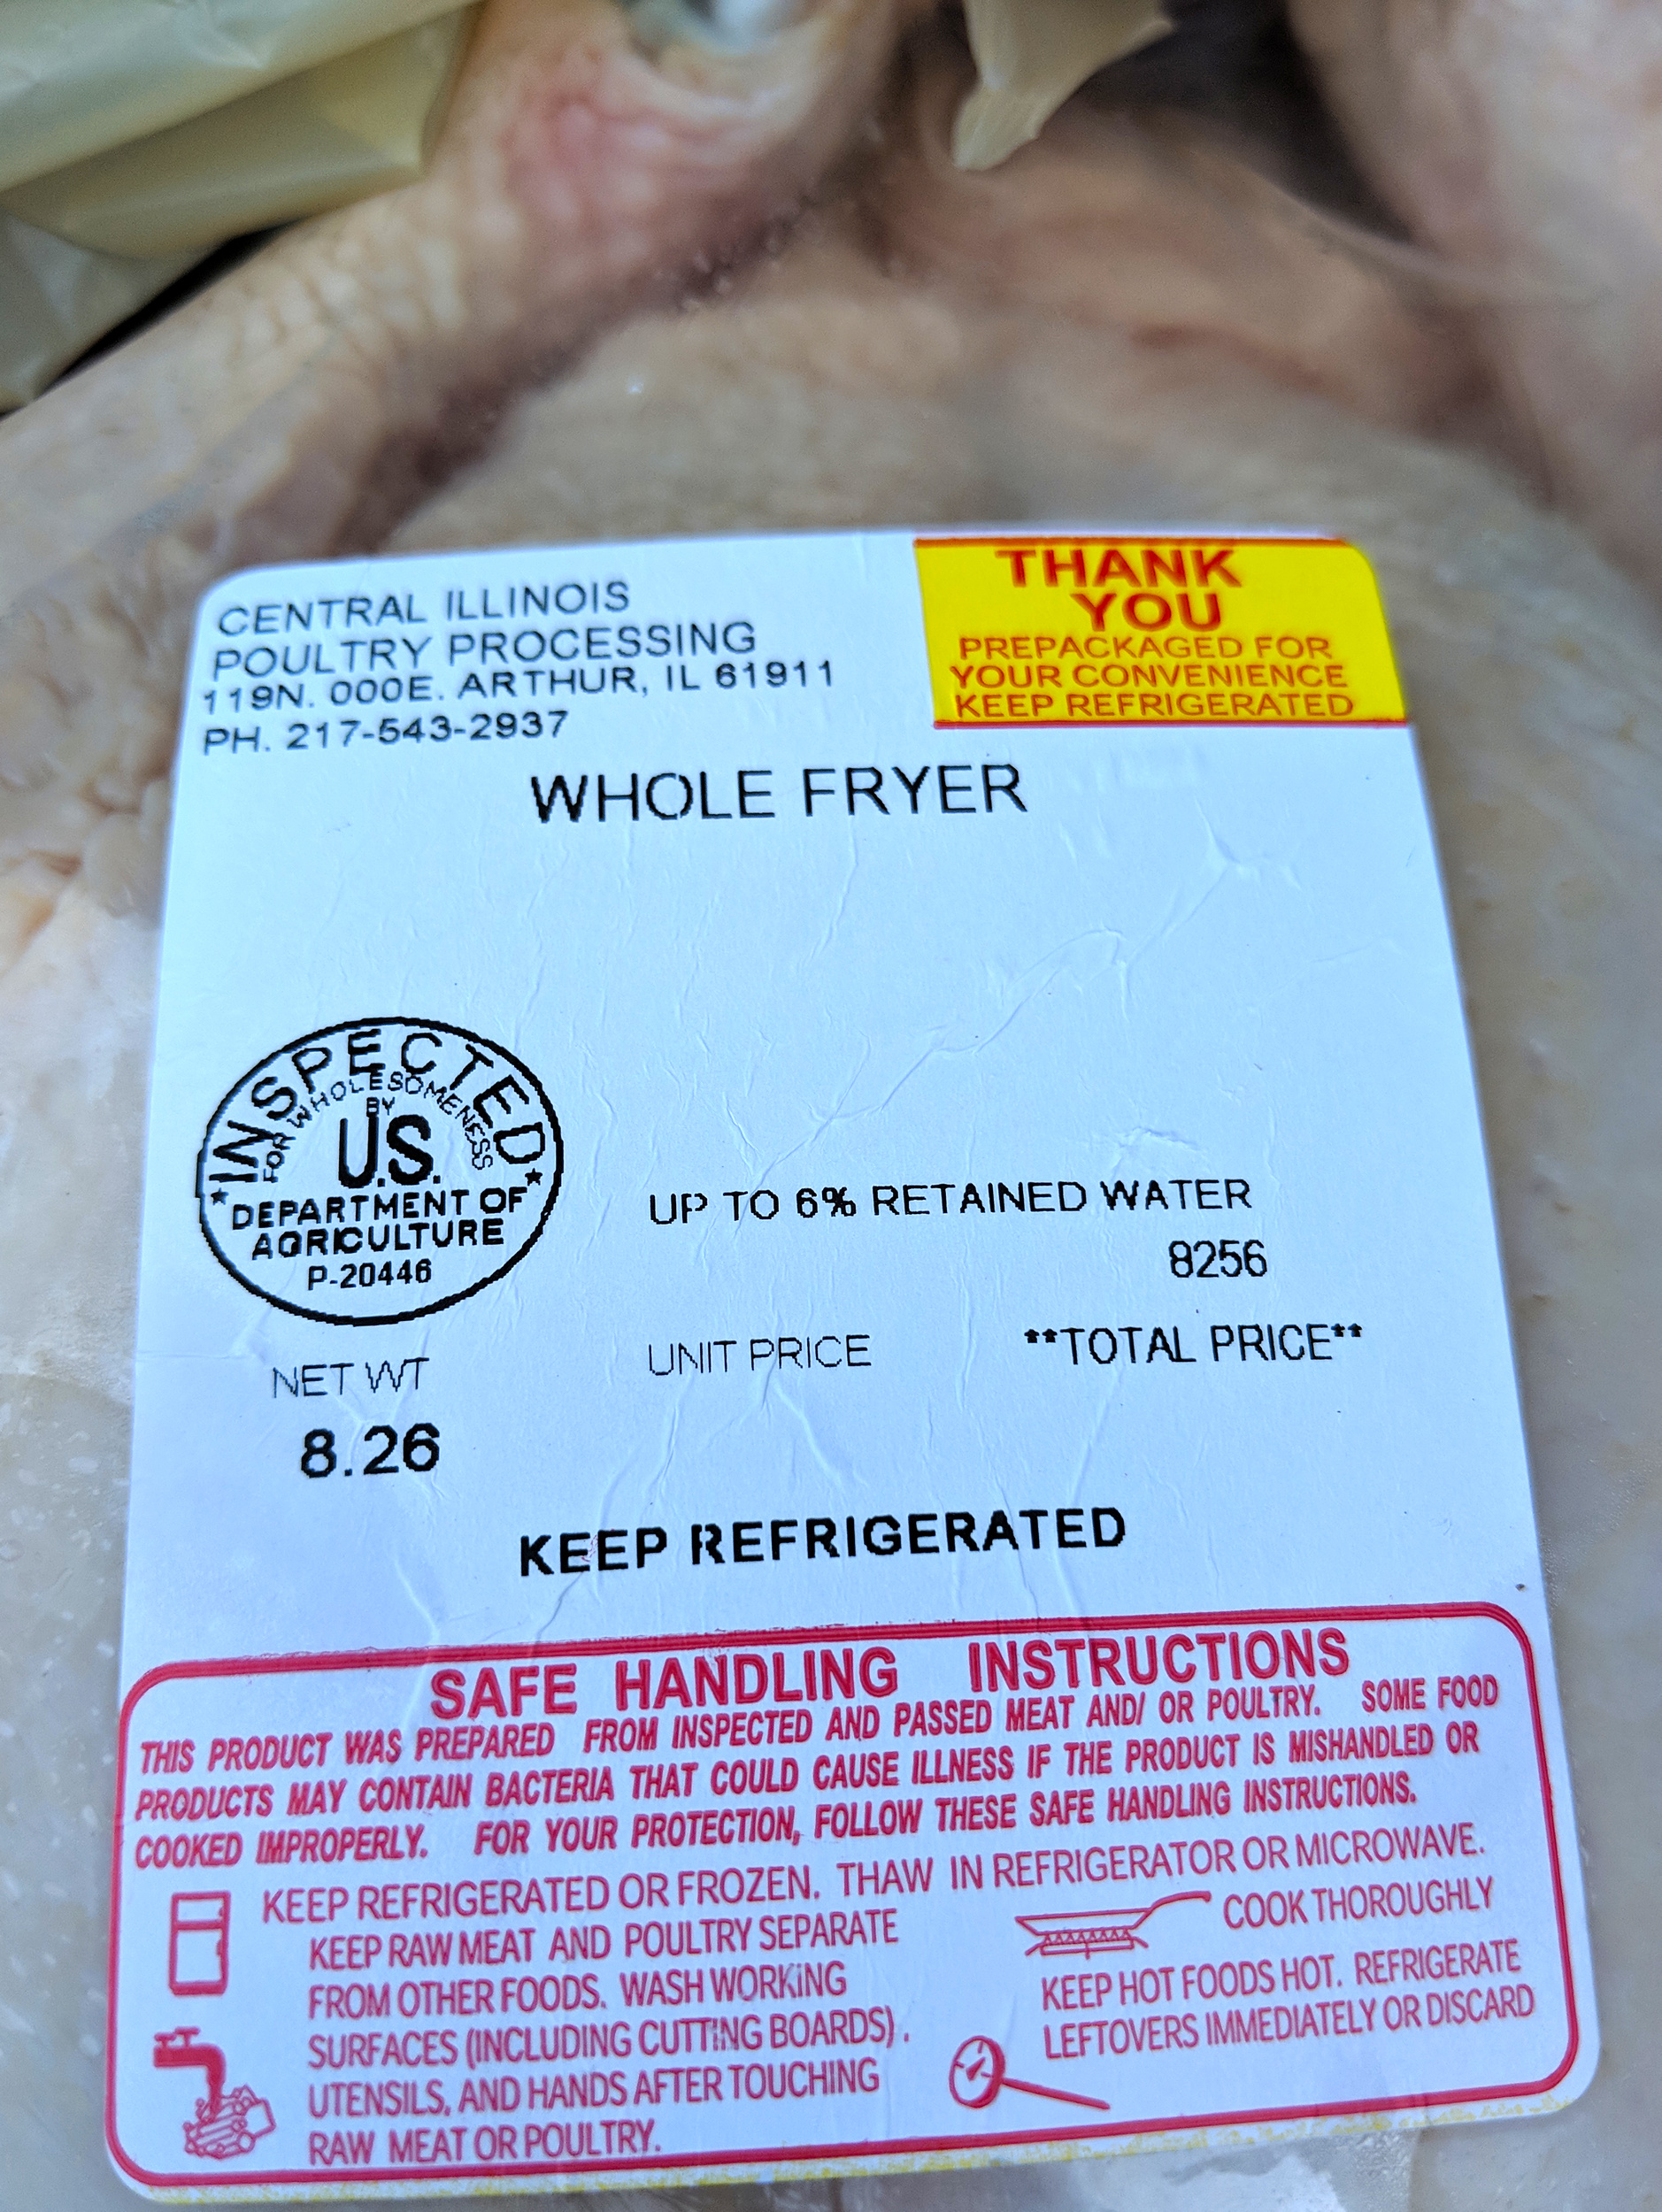 CENTRAL ILLINOIS
POULTRY PROCESSING
119N. 000E. ARTHUR, IL 61911
PH. 217-543-2937
THANK
YOU
PREPACKAGED FOR
YOUR CONVENIENCE
KEEP REFRIGERATED
WHOLE FRYER
INSPECTED
FOR WHOLESOMENESS
BY
U.S.
DEPARTMENT OF
AGRICULTURE
P-20446
UP TO 6% RETAINED WATER
8256
NET WT
UNIT PRICE
**TOTAL PRICE**
8.26
KEEP REFRIGERATED
SAFE HANDLING INSTRUCTIONS
THIS PRODUCT WAS PREPARED FROM INSPECTED AND PASSED MEAT AND/ OR POULTRY. SOME FOOD
PRODUCTS MAY CONTAIN BACTERIA THAT COULD CAUSE ILLNESS IF THE PRODUCT IS MISHANDLED OR
COOKED IMPROPERLY. FOR YOUR PROTECTION, FOLLOW THESE SAFE HANDLING INSTRUCTIONS.
KEEP REFRIGERATED OR FROZEN. THAW IN REFRIGERATOR OR MICROWAVE.
KEEP RAW MEAT AND POULTRY SEPARATE
FROM OTHER FOODS. WASH WORKING
SURFACES (INCLUDING CUTTING BOARDS).
UTENSILS, AND HANDS AFTER TOUCHING
RAW MEAT OR POULTRY.
COOK THOROUGHLY
KEEP HOT FOODS HOT. REFRIGERATE
LEFTOVERS IMMEDIATELY OR DISCARD